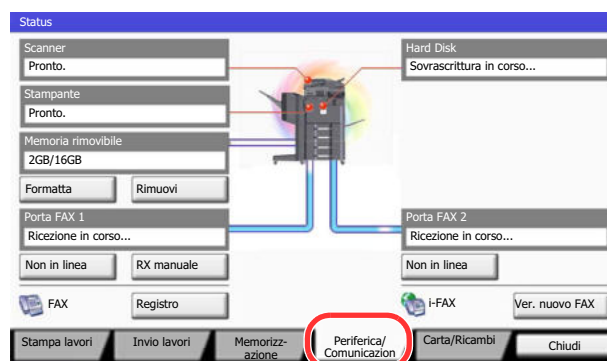 Status
Scanner
Pronto.
Hard Disk
Sovrascrittura in corso...
Stampante
Pronto.
Memoria rimovibile
2GB/16GB
Formatta
Rimuovi
Porta FAX 1
Ricezione in corso...
Porta FAX 2
Ricezione in corso...
Non in linea
RX manuale
Non in linea
FAX
Registro
i-FAX
Ver. nuovo FAX
Stampa lavori
Invio lavori
Memorizz-
azione
Periferica/
Comunicazion
Carta/Ricambi
Chiudi